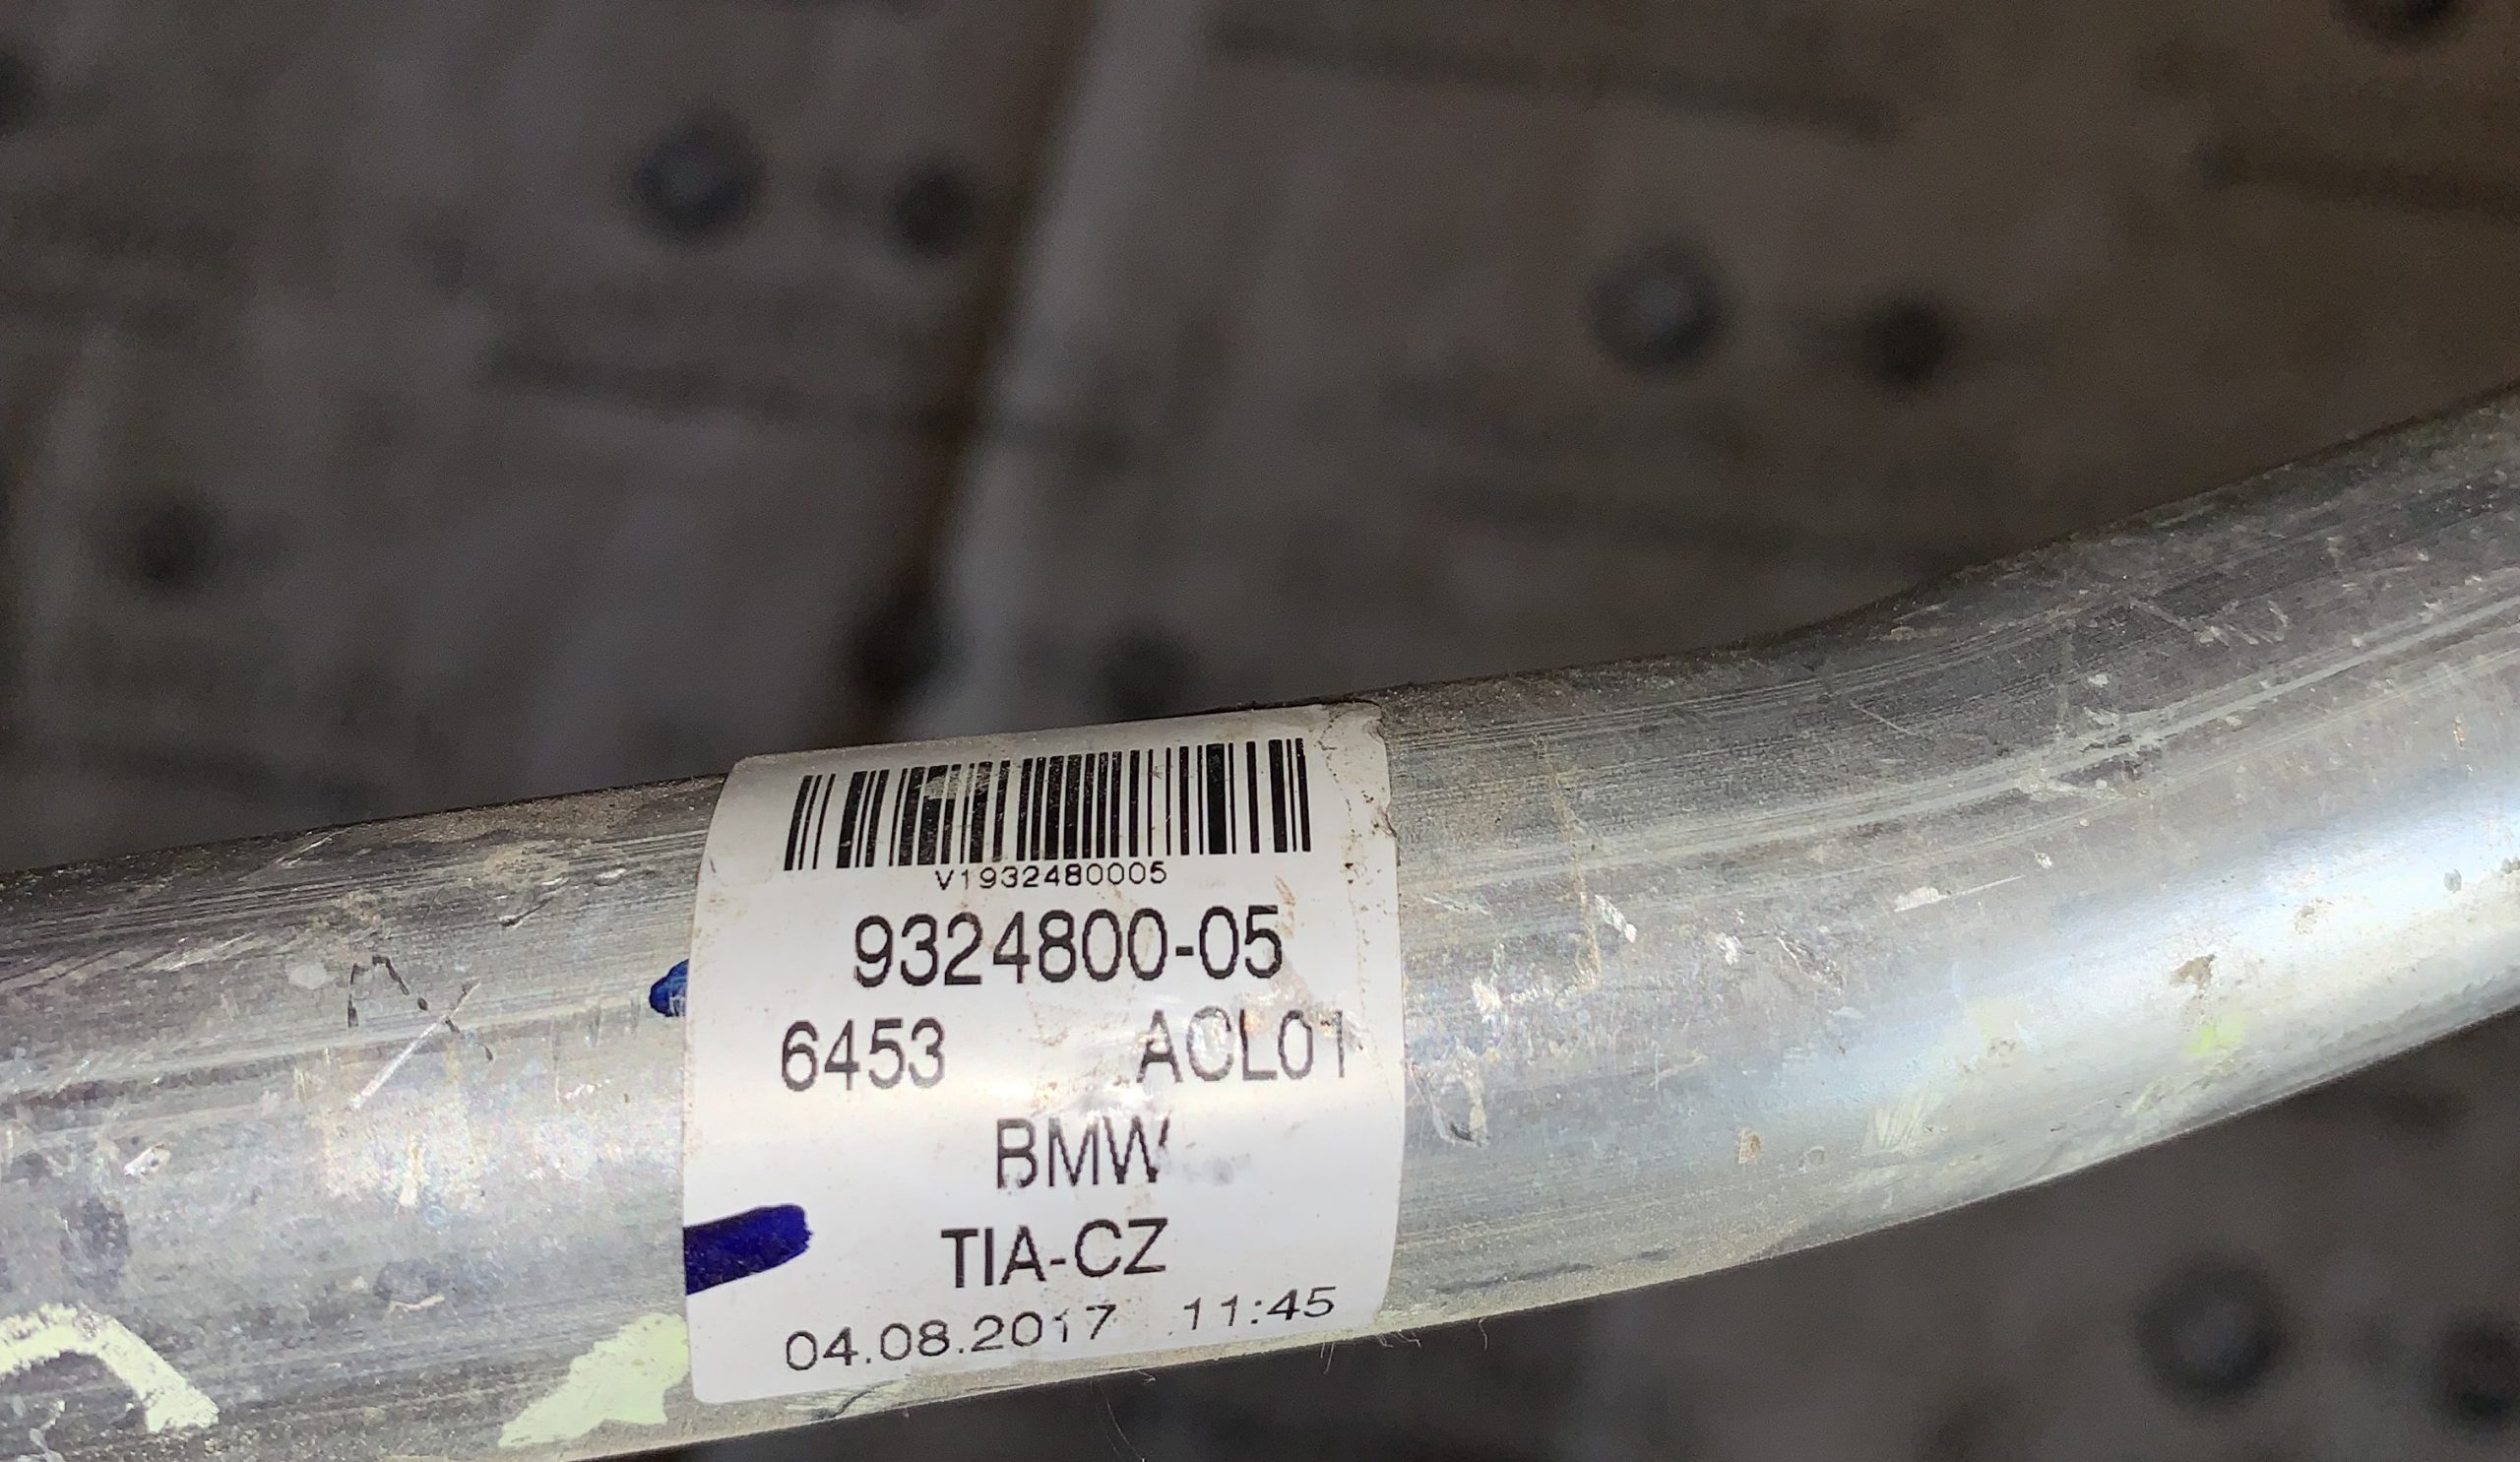 V1932480005
9324800-05
6453 ACL01
BMW
TIA-CZ
04.08.2017 11:45